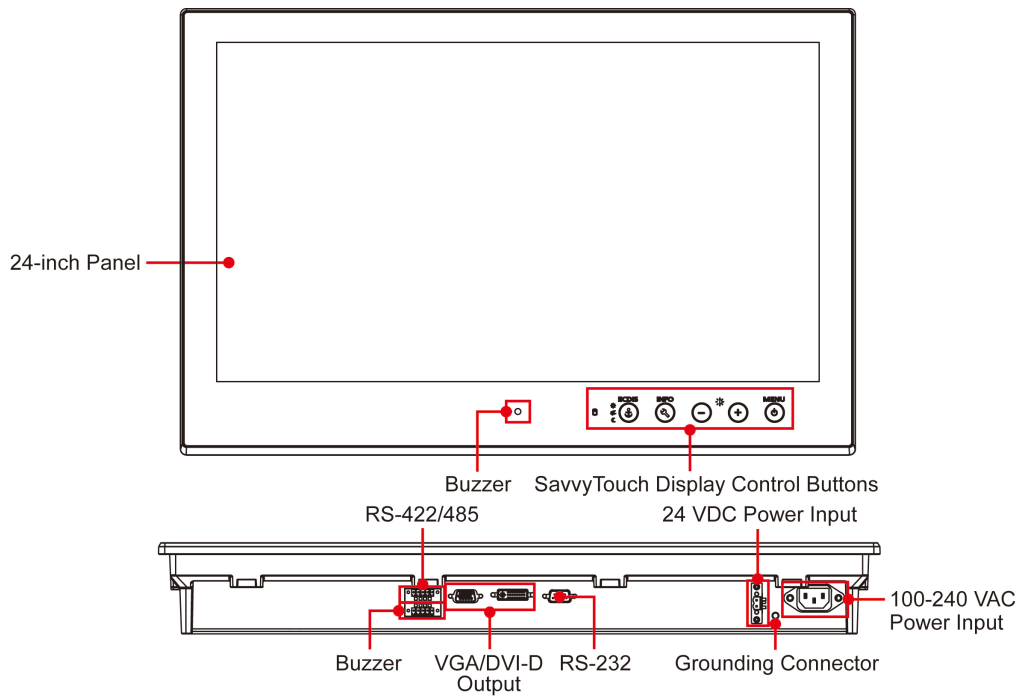 ECDIS
INFO
MENU
24-inch Panel
Buzzer
SavvyTouch Display Control Buttons
RS-422/485
24 VDC Power Input
100-240 VAC
Power Input
Buzzer
VGA/DVI-D
Output
RS-232
Grounding Connector